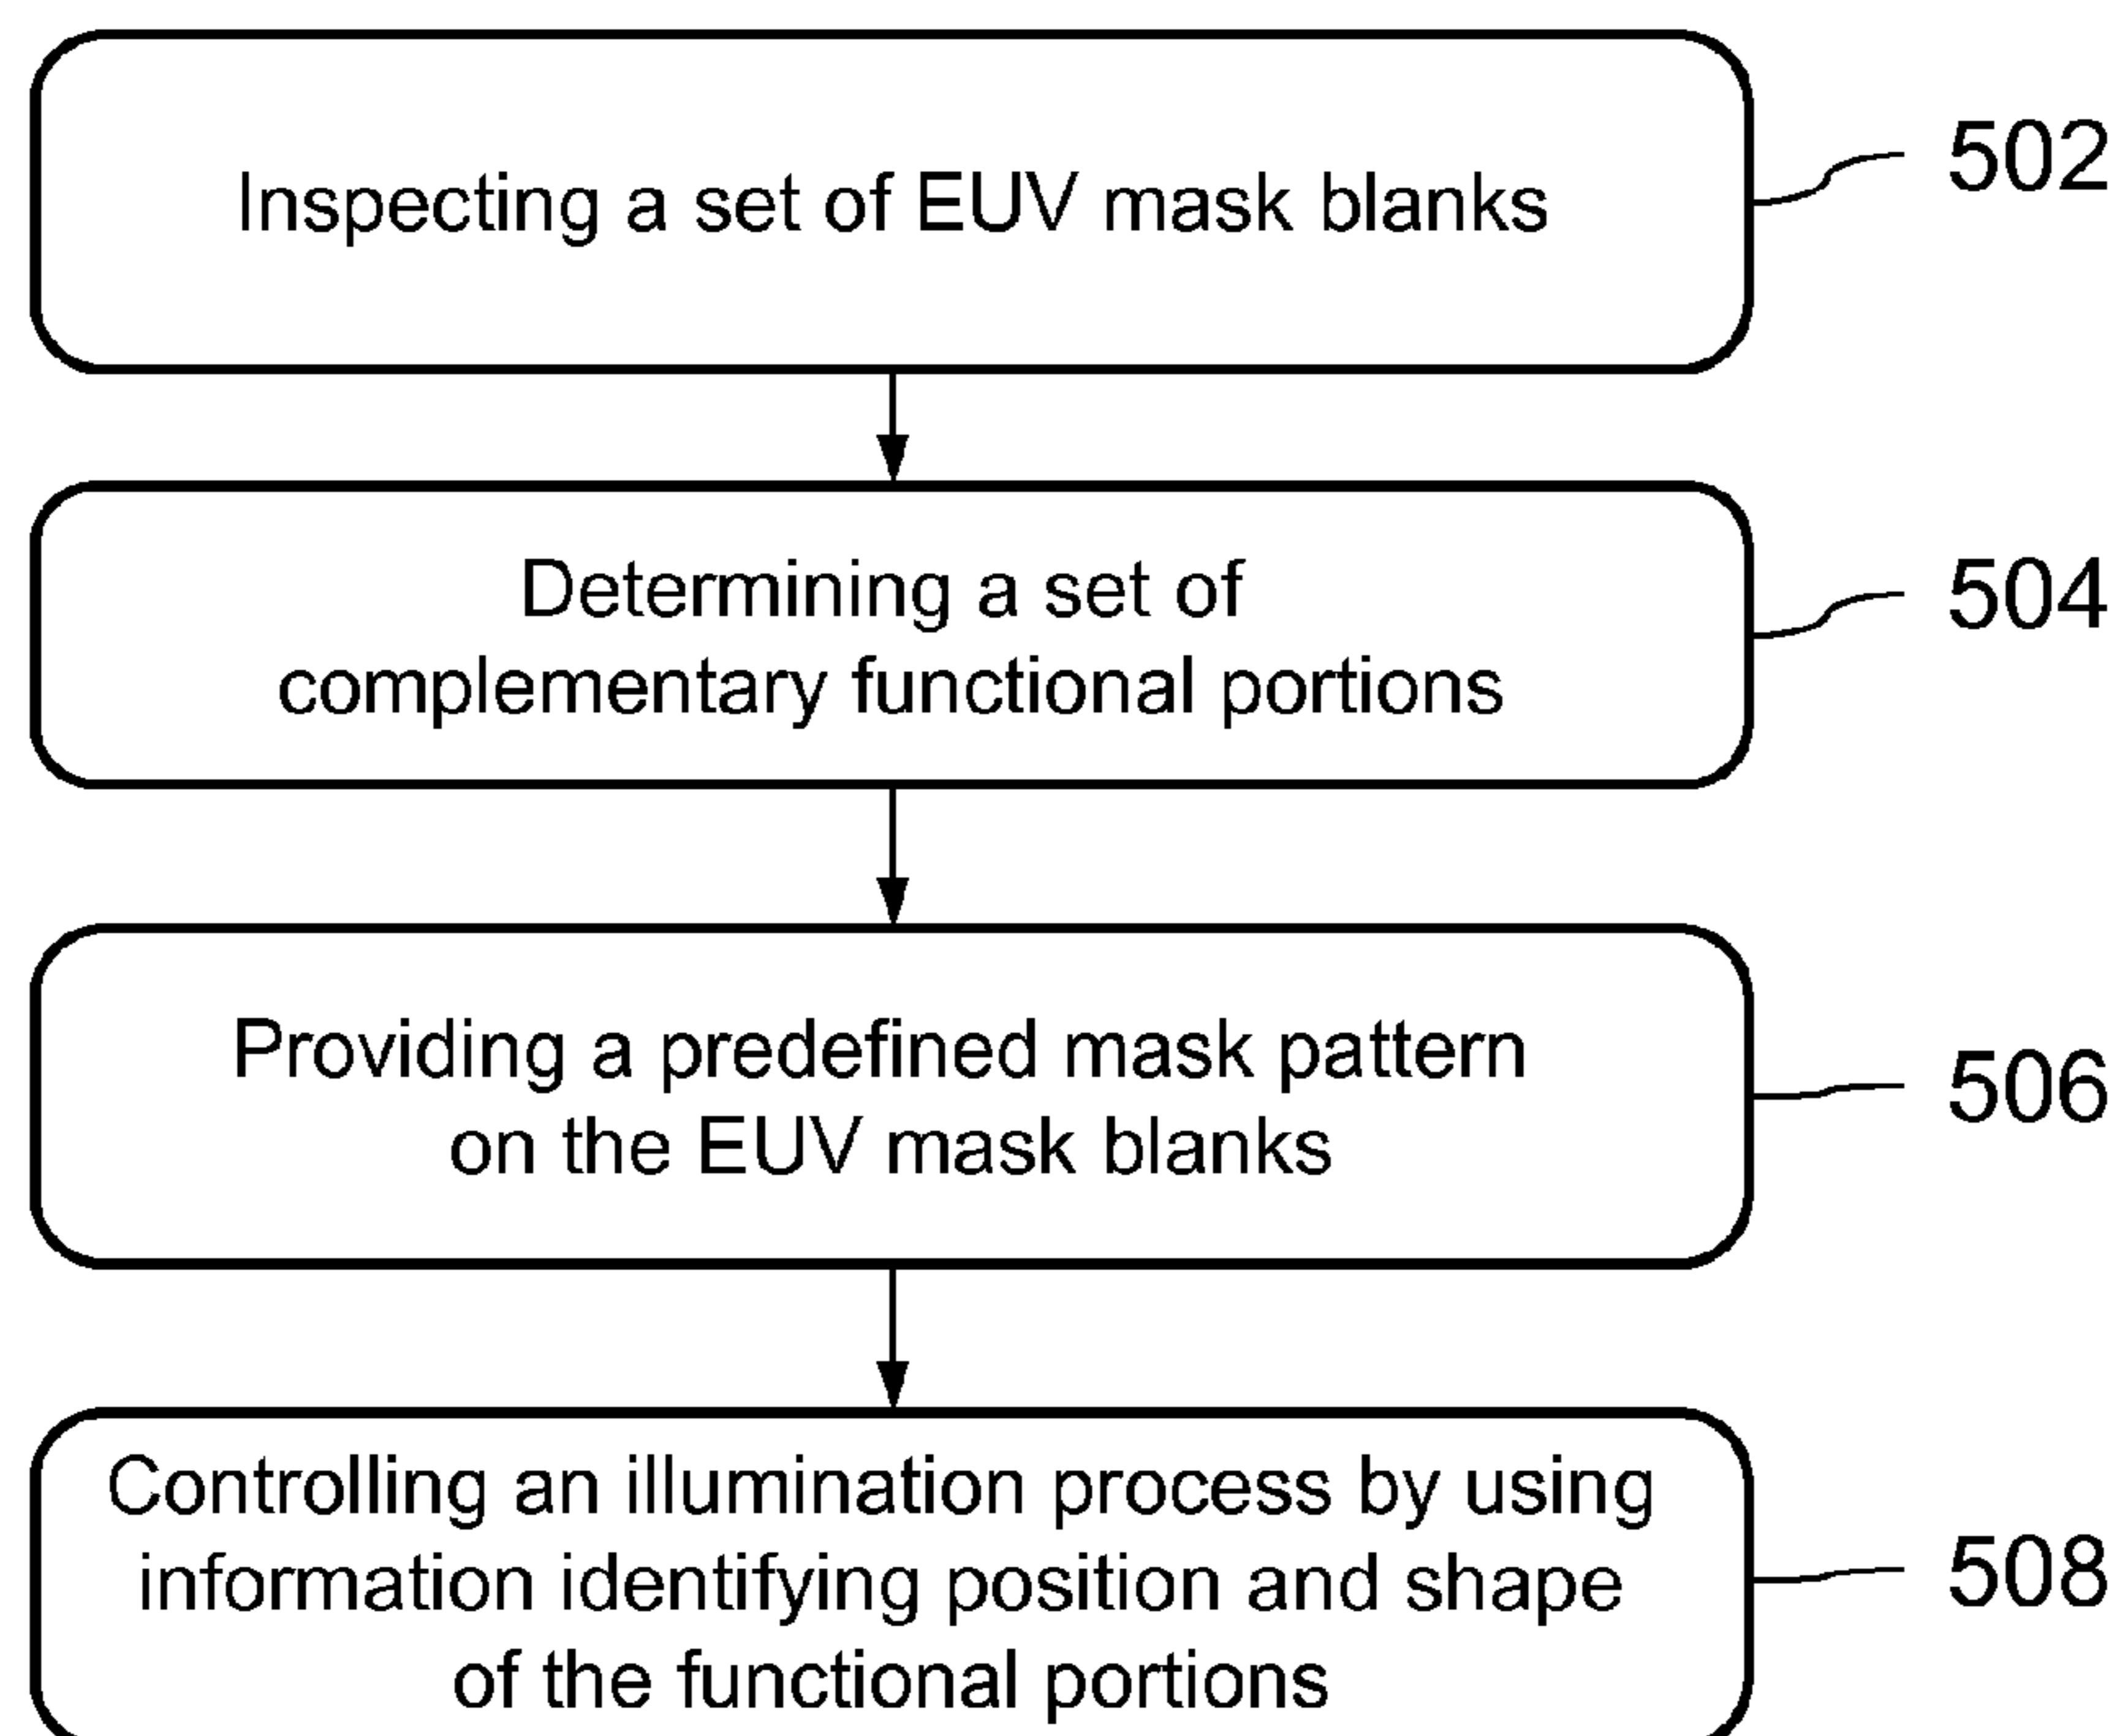 Inspecting a set of EUV mask blanks
502
Determining a set of
complementary functional portions
504
Providing a predefined mask pattern
on the EUV mask blanks
506
Controlling an illumination process by using
information identifying position and shape
of the functional portions
508